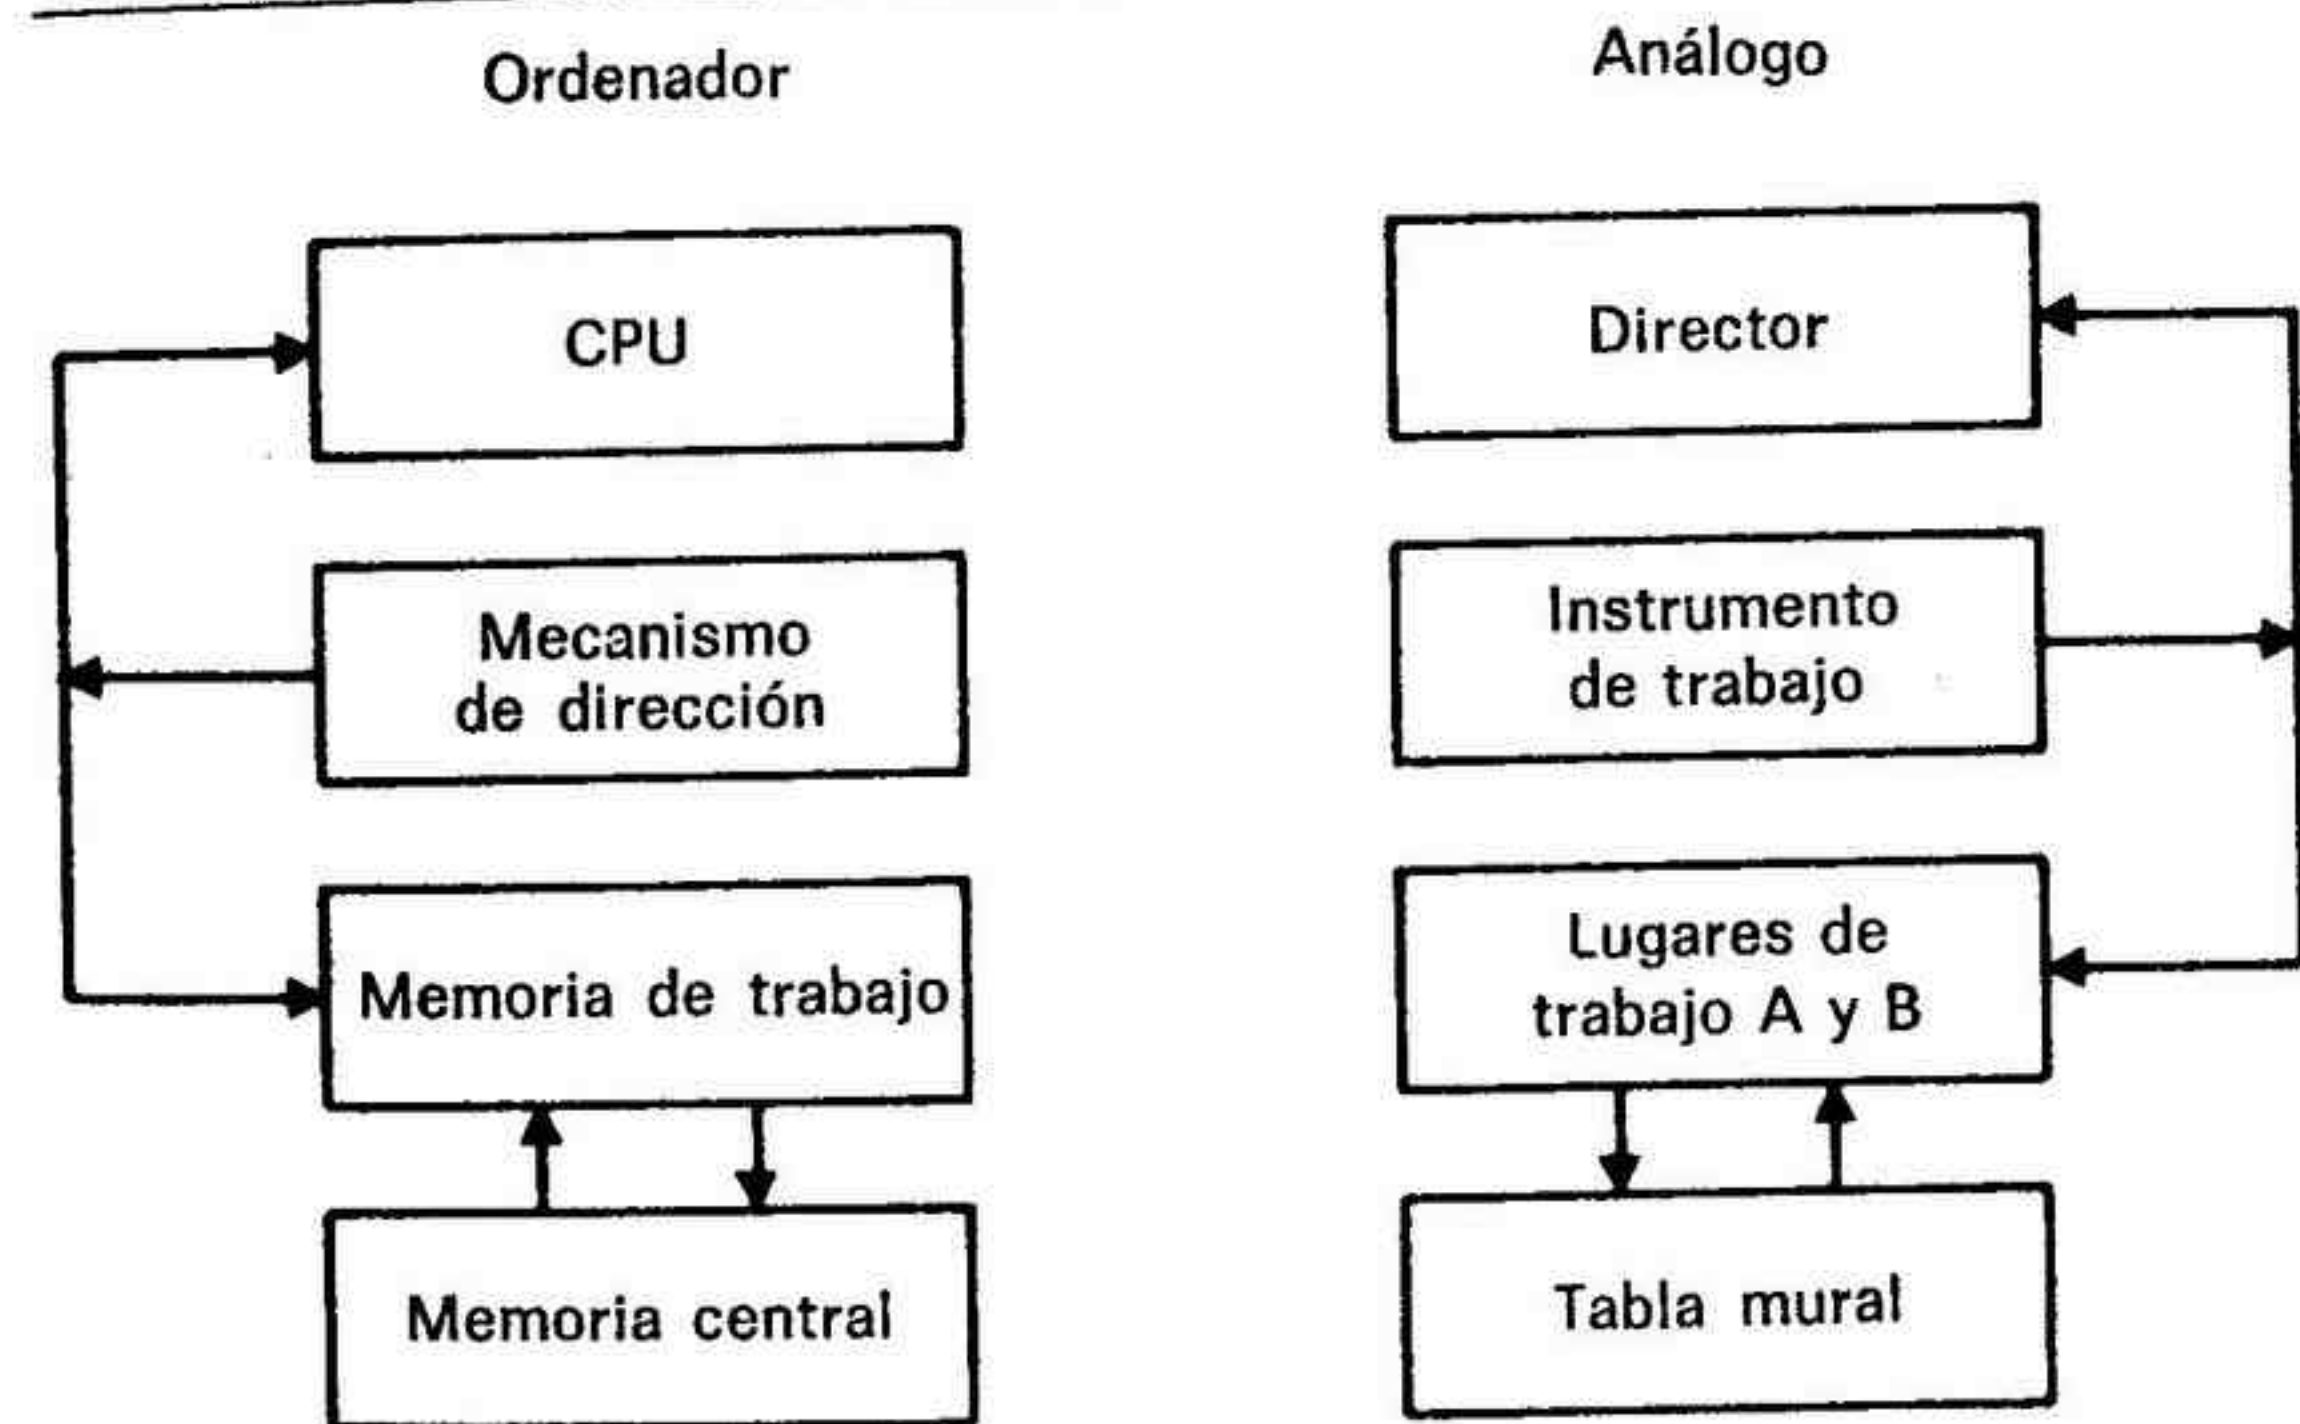 Ordenador
CPU
Mecanismo
de dirección
Memoria de trabajo
Memoria central
Análogo
Director
Instrumento
de trabajo
Lugares de
trabajo A y B
Tabla mural